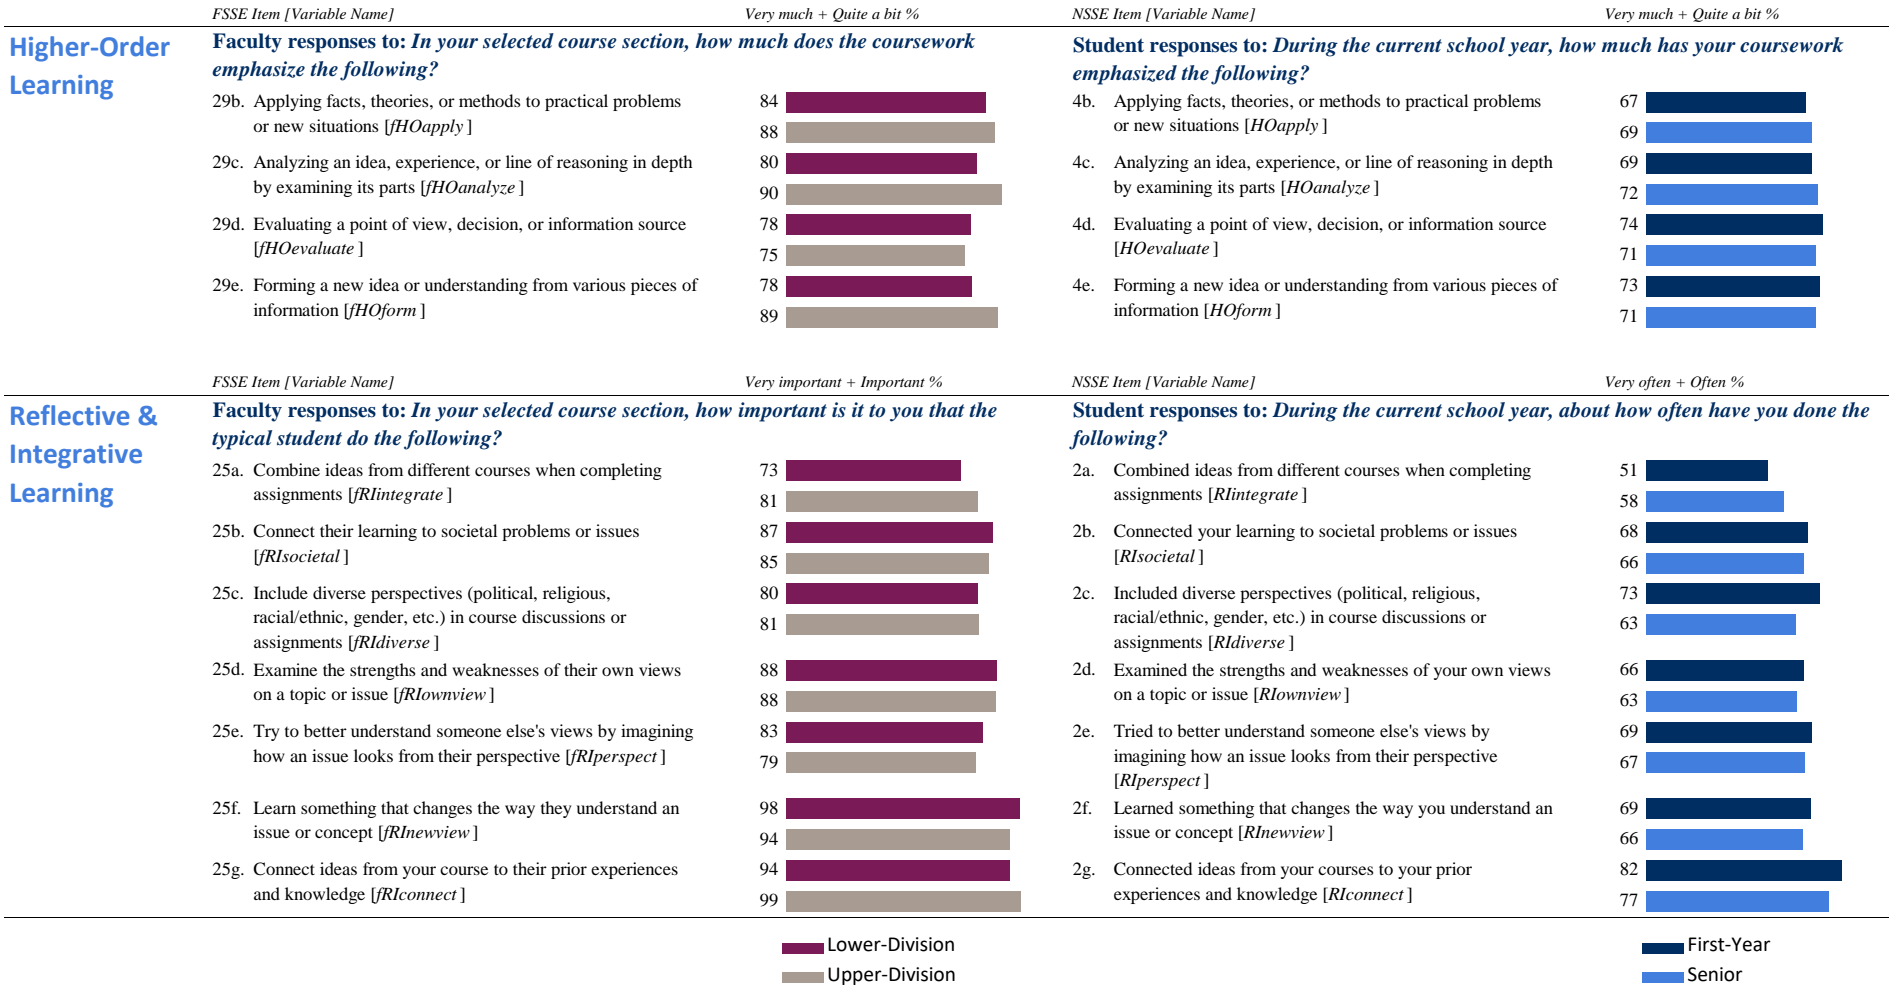 FSSE Item [Variable Name] Very much + Quite a bit % NSSE Item [Variable Name] Very much + Quite a bit %
Higher-Order
Learning
Faculty responses to: In your selected course section, how much does the coursework
emphasize the following?
29b. Applying facts, theories, or methods to practical problems 84
or new situations [fHOapply ] 88
29c. Analyzing an idea, experience, or line of reasoning in depth 80
by examining its parts [fHOanalyze ] 90
29d. Evaluating a point of view, decision, or information source 78
[fHOevaluate ] 75
29e. Forming a new idea or understanding from various pieces of 78
information [fHOform ] 89
Student responses to: During the current school year, how much has your coursework
emphasized the following?
4b. Applying facts, theories, or methods to practical problems 67
or new situations [HOapply ] 69
4c. Analyzing an idea, experience, or line of reasoning in depth 69
by examining its parts [HOanalyze ] 72
4d. Evaluating a point of view, decision, or information source 74
[HOevaluate ] 71
4e. Forming a new idea or understanding from various pieces of 73
information [HOform ] 71
FSSE Item [Variable Name] Very important + Important % NSSE Item [Variable Name] Very often + Often %
Reflective &
Integrative
Learning
Faculty responses to: In your selected course section, how important is it to you that the
typical student do the following?
25a. Combine ideas from different courses when completing 73
assignments [fRIintegrate ] 81
25b. Connect their learning to societal problems or issues 87
[fRIsocietal ] 85
25c. Include diverse perspectives (political, religious, 80
racial/ethnic, gender, etc.) in course discussions or 81
assignments [fRIdiverse ]
25d. Examine the strengths and weaknesses of their own views 88
on a topic or issue [fRIownview ] 88
25e. Try to better understand someone else's views by imagining 83
how an issue looks from their perspective [fRIperspect ] 79
25f. Learn something that changes the way they understand an 98
issue or concept [fRInewview ] 94
25g. Connect ideas from your course to their prior experiences 94
and knowledge [fRIconnect ] 99
Student responses to: During the current school year, about how often have you done the
following?
2a. Combined ideas from different courses when completing 51
assignments [RIintegrate ] 58
2b. Connected your learning to societal problems or issues 68
[RIsocietal ] 66
2c. Included diverse perspectives (political, religious, 73
racial/ethnic, gender, etc.) in course discussions or 63
assignments [RIdiverse ]
2d. Examined the strengths and weaknesses of your own views 66
on a topic or issue [RIownview ] 63
2e. Tried to better understand someone else's views by 69
imagining how an issue looks from their perspective 67
[RIperspect ]
2f. Learned something that changes the way you understand an 69
issue or concept [RInewview ] 66
2g. Connected ideas from your courses to your prior 82
experiences and knowledge [RIconnect ] 77
Lower-Division First-Year
Upper-Division Senior